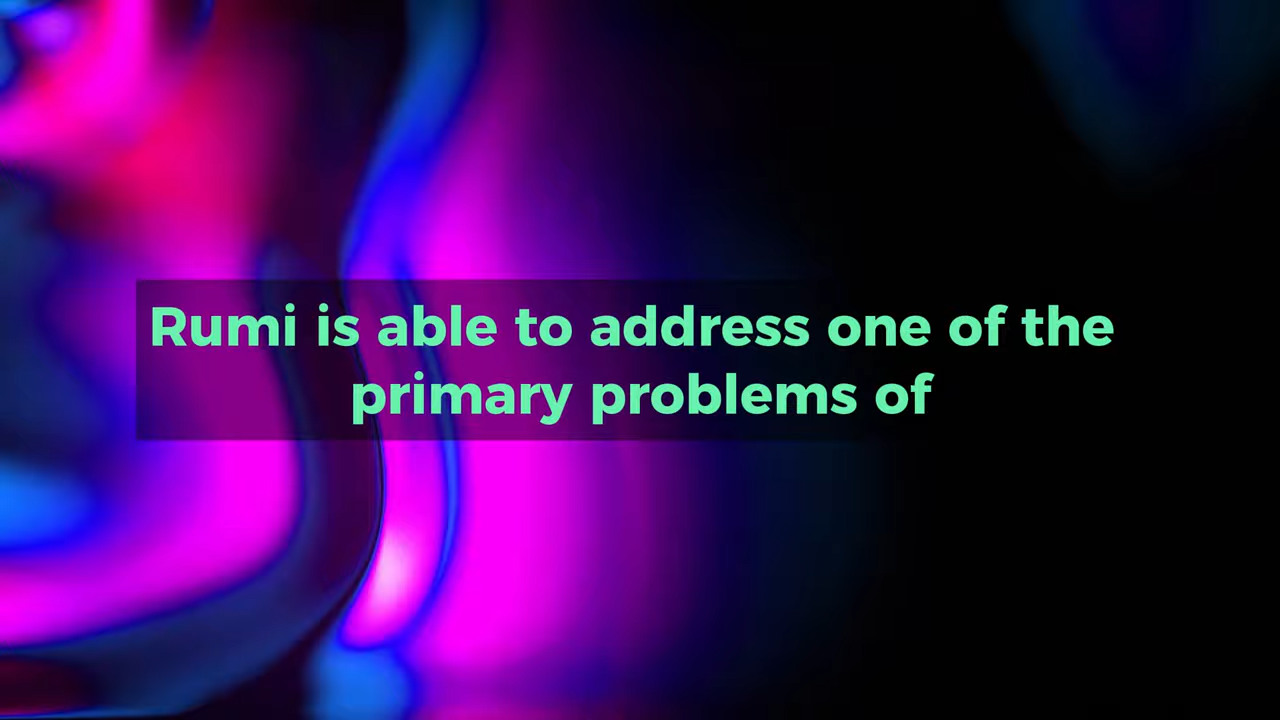 Rumi is able to address one of the
primary problems of